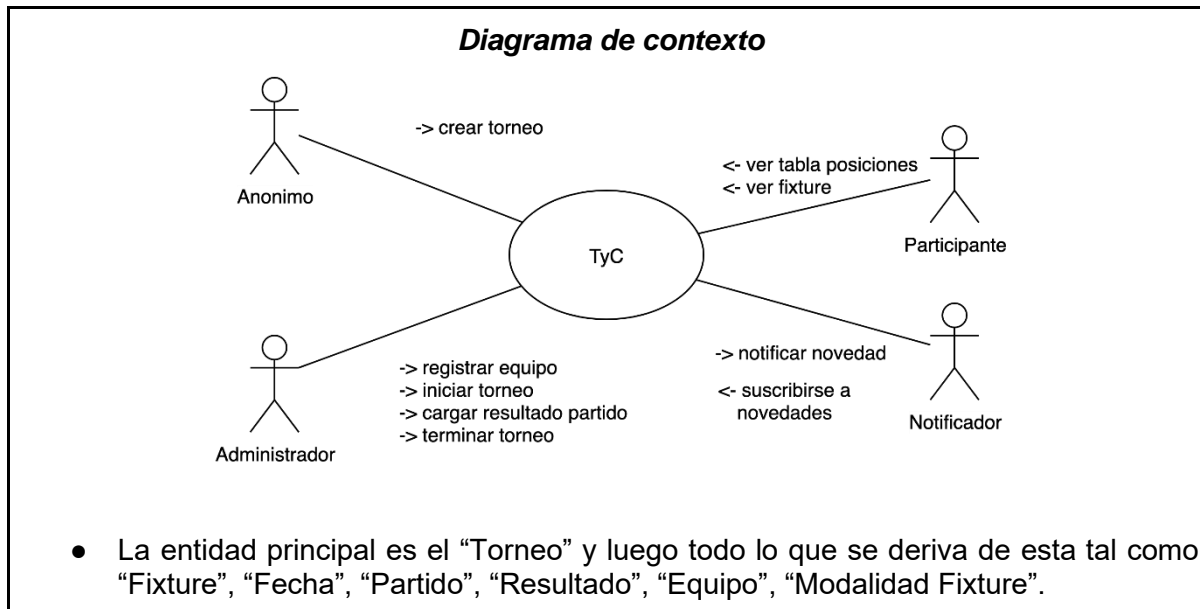 Diagrama de contexto
-> crear torneo
Anonimo
<- ver tabla posiciones
<- ver fixture
Participante
TyC
-> registrar equipo
-> iniciar torneo
-> cargar resultado partido
-> terminar torneo
Administrador
-> notificar novedad
<- suscribirse a
novedades
Notificador
● La entidad principal es el “Torneo” y luego todo lo que se deriva de esta tal como
“Fixture”, “Fecha”, “Partido”, “Resultado”, “Equipo”, “Modalidad Fixture”.